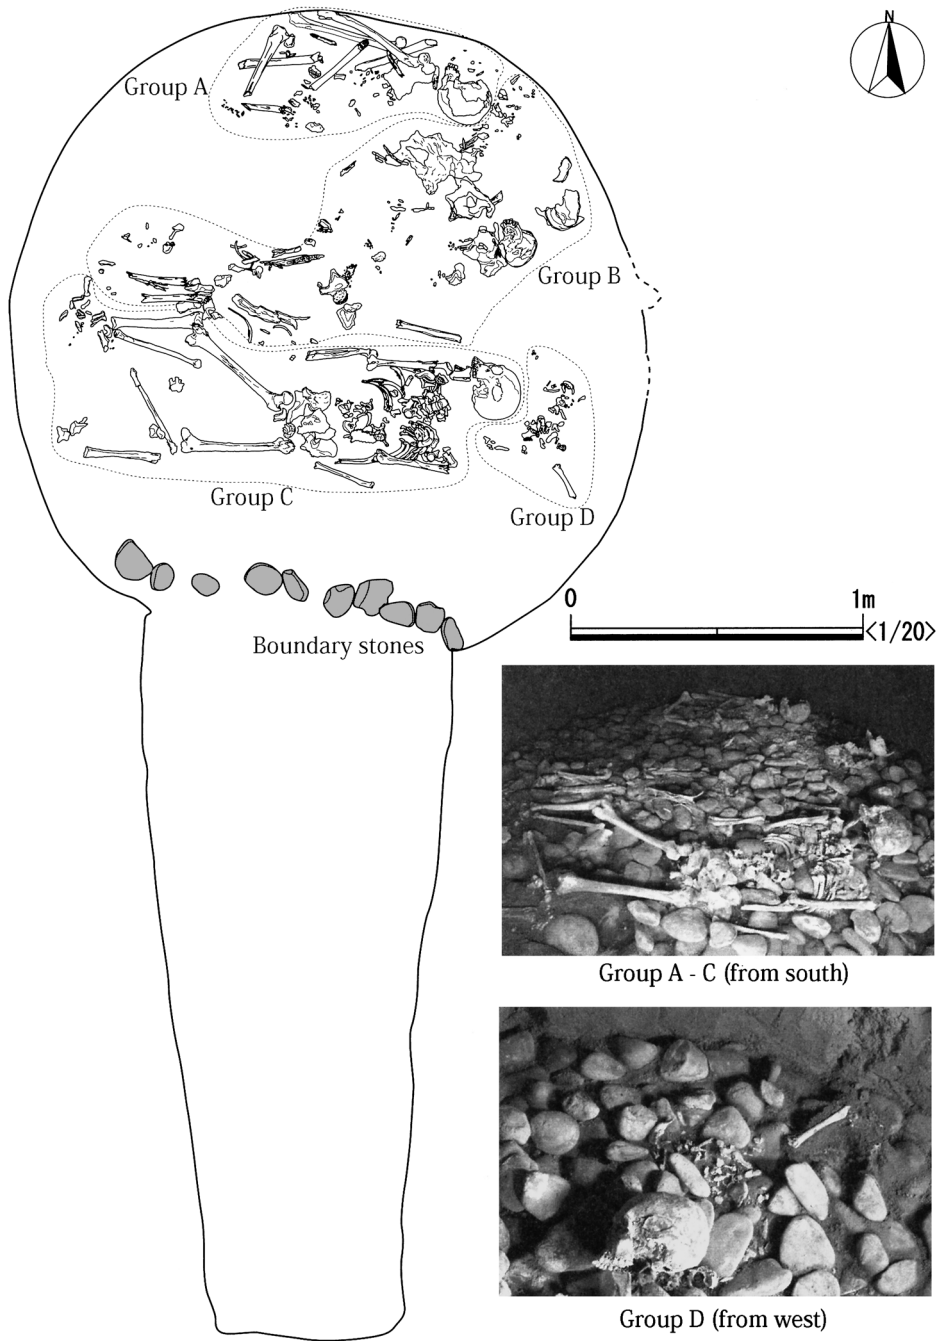 N
Group A
Group B
Group C
Group D
0 1m
<1/20>
Boundary stones
Group A - C (from south)
Group D (from west)